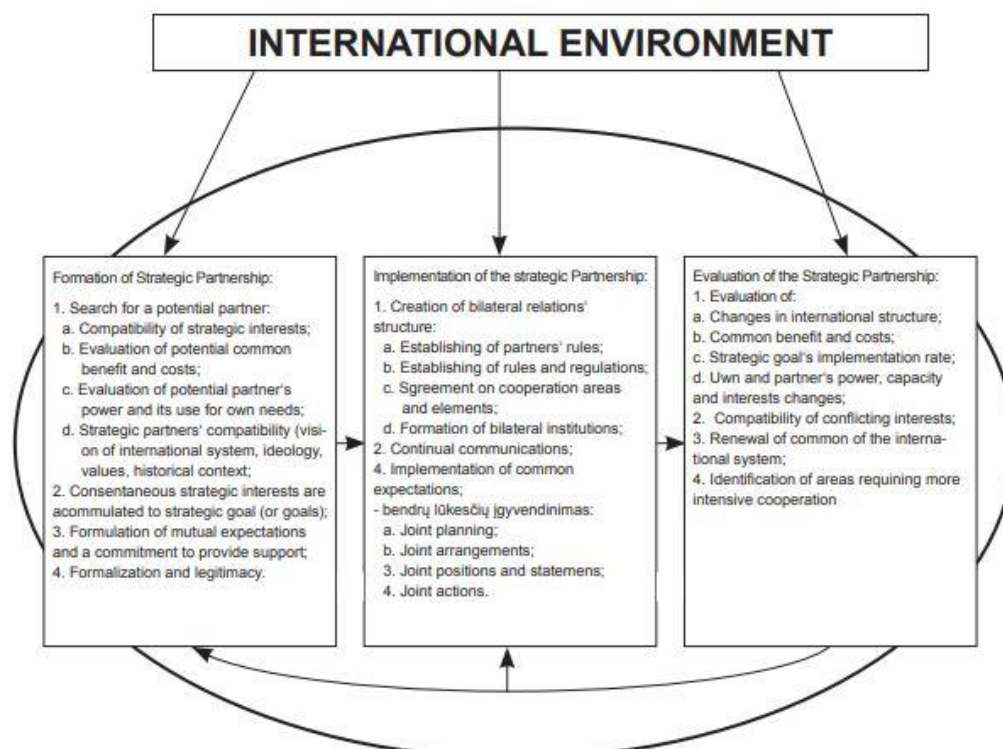 INTERNATIONAL ENVIRONMENT
Formation of Strategic Partnership:
1. Search for a potential partner:
a. Compatibility of strategic interests;
b. Evaluation of potential common
benefit and costs;
c. Evaluation of potential partner's
power and its use for own needs;
d. Strategic partners' compatibility (visi-
on of international system, ideology,
values, historical context;
2. Consentaneous strategic interests are
acommulated to strategic goal (or goals);
3. Formulation of mutual expectations
and a commitment to provide support;
4. Formalization and legitimacy.
Implementation of the strategic Partnership:
1. Creation of bilateral relations'
structure:
a. Establishing of partners' rules;
b. Establishing of rules and regulations;
c. Sgreement on cooperation areas
and elements;
d. Formation of bilateral institutions;
2. Continual communications;
4. Implementation of common
expectations;
- bendrų lūkesčių įgyvendinimas:
a. Joint planning;
b. Joint arrangements;
3. Joint positions and statemens;
4. Joint actions.
Evaluation of the Strategic Partnership:
1. Evaluation of:
a. Changes in international structure;
b. Common benefit and costs;
c. Strategic goal's implementation rate;
d. Uwn and partner's power, capacity
and interests changes;
2. Compatibility of conflicting interests;
3. Renewal of common of the interna-
tional system;
4. Identification of areas requining more
intensive cooperation